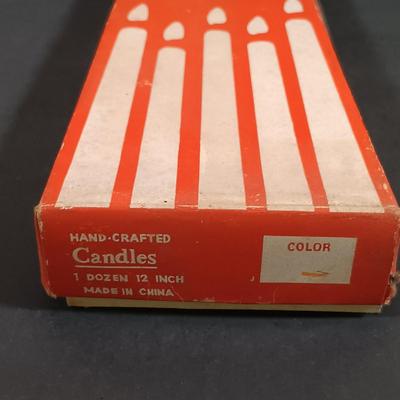 HAND-CRAFTED
Candles
1 DOZEN 12 INCH
MADE IN CHINA
COLOR